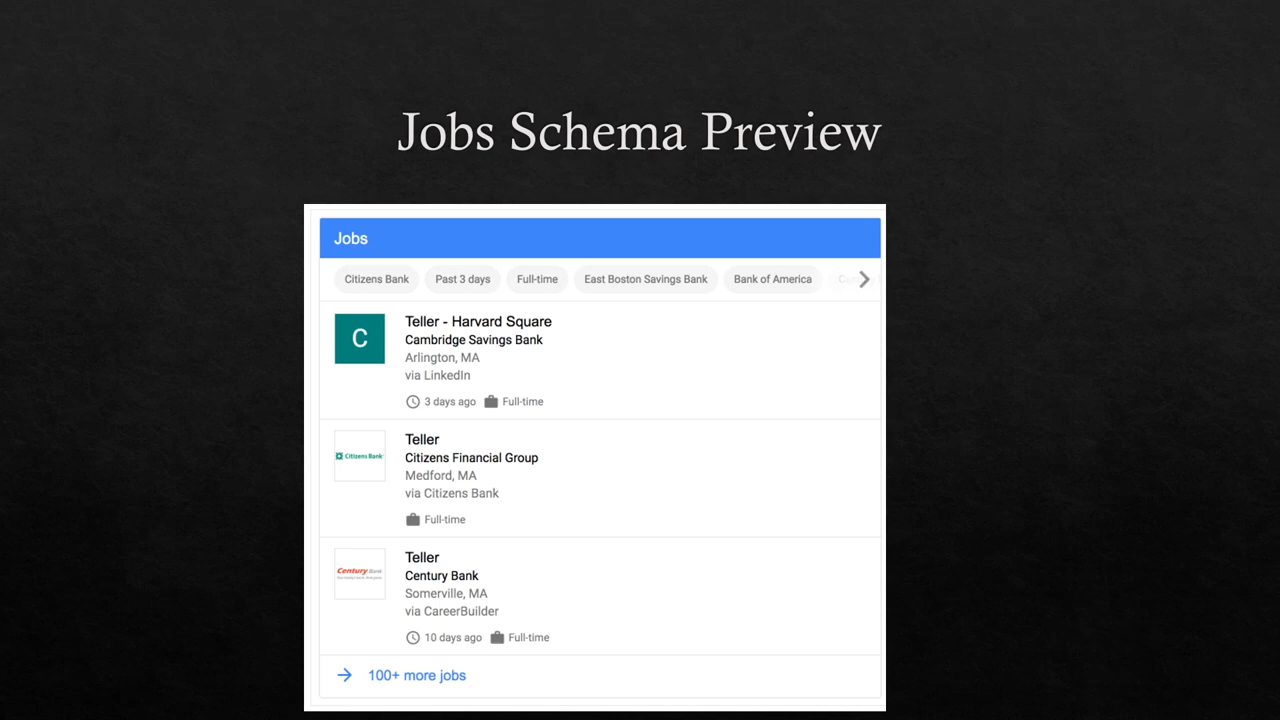 Jobs Schema Preview
Jobs
Citizens Bank Past 3 days Full-time East Boston Savings Bank Bank of America
C
Teller - Harvard Square
Cambridge Savings Bank
Arlington, MA
via LinkedIn
3 days ago Full-time
Citizens Bank
Teller
Citizens Financial Group
Medford, MA
via Citizens Bank
Full-time
Century Bank
Teller
Century Bank
Somerville, MA
via CareerBuilder
10 days ago Full-time
100+ more jobs